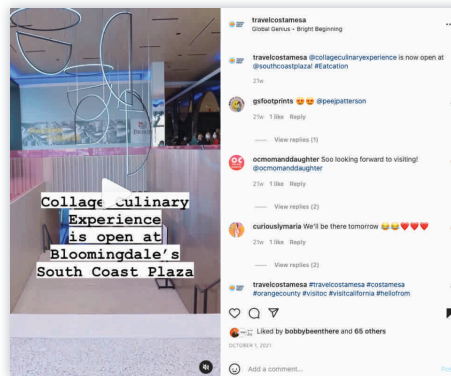 Collage Culinary
Experience
is open at
Bloomingdale's
South Coast Plaza
travelcostamesa
Global Genius • Bright Beginning
travelcostamesa @collageculinaryexperience is now open at
@southcoastplaza! #Eatcation
21w
gsfootprints 😍 😍 @peejpatterson
21w 1 like Reply
View replies (1)
ocmomanddaughter Soo looking forward to visiting!
@ocmomanddaughter
21w 1 like Reply
View replies (2)
curiouslymaria We'll be there tomorrow 😂😂❤️❤️❤️
21w 1 like Reply
View replies (2)
travelcostamesa #travelcostamesa #costamesa
#orangecounty #visitoc #visitcalifornia #hellofrom
Liked by bobbybeenthere and 65 others
OCTOBER 1, 2021
Add a comment...